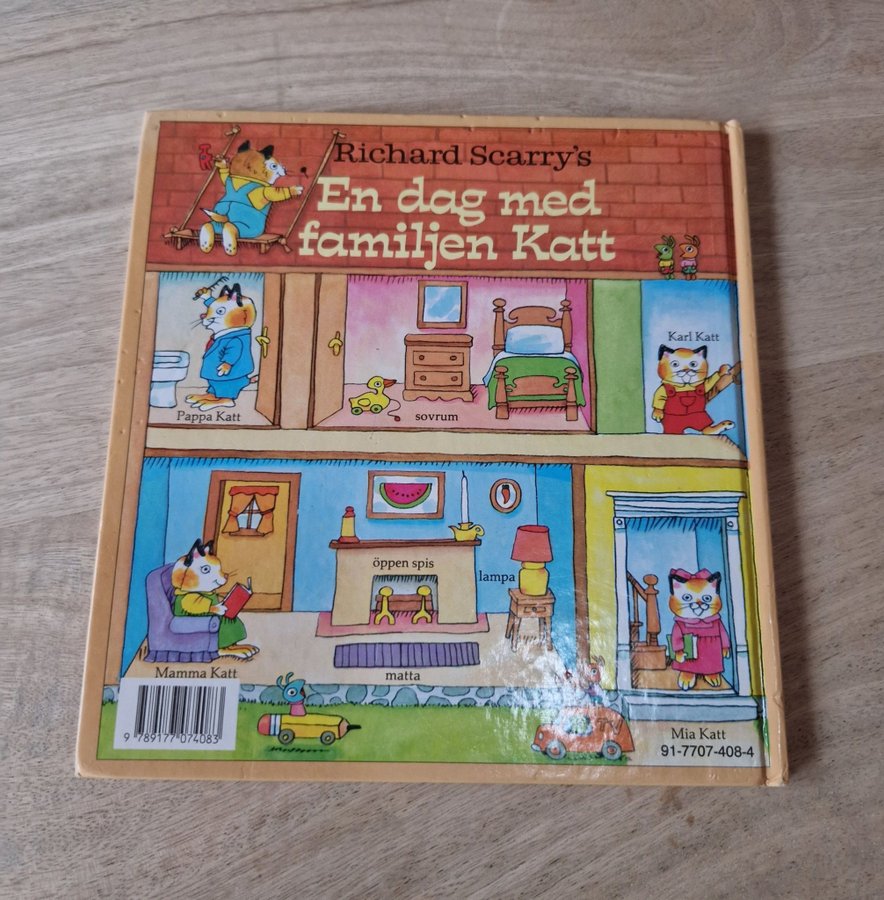 Richard Scarry's
En dag med
familjen Katt
Karl Katt
Pappa Katt
sovrum
öppen spis
lampa
Mamma Katt
matta
Mia Katt
9 789177 074083
91-7707-408-4